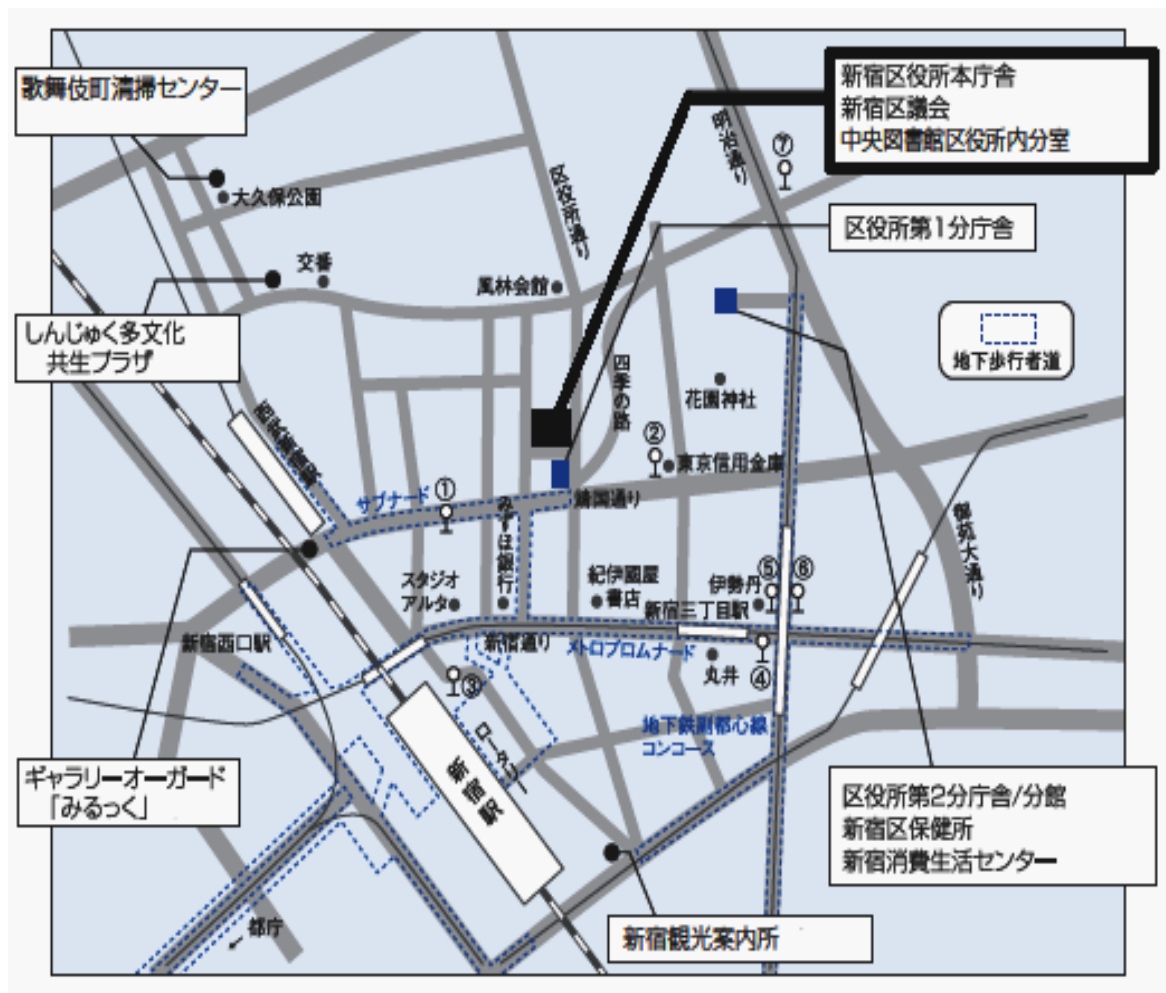 歌舞伎町清掃センター
新宿区役所本庁舎
新宿区議会
中央図書館区役所内分室
明治通り
⑦
区役所通り
大久保公園
区役所第1分庁舎
交番
風林会館
しんじゅく多文化
共生プラザ
地下歩行者道
四季の路
花園神社
②
東京信用金庫
西武新宿駅
サブナード
①
靖国通り
みずほ銀行
御苑大通り
スタジオ
アルタ
紀伊國屋
書店
伊勢丹
⑤
⑥
新宿三丁目駅
新宿西口駅
新宿通り
メトロプロムナード
丸井
④
③
地下鉄副都心線
コンコース
新宿駅
ギャラリーオーガード
「みるっく」
区役所第2分庁舎/分館
新宿区保健所
新宿消費生活センター
都庁
新宿観光案内所